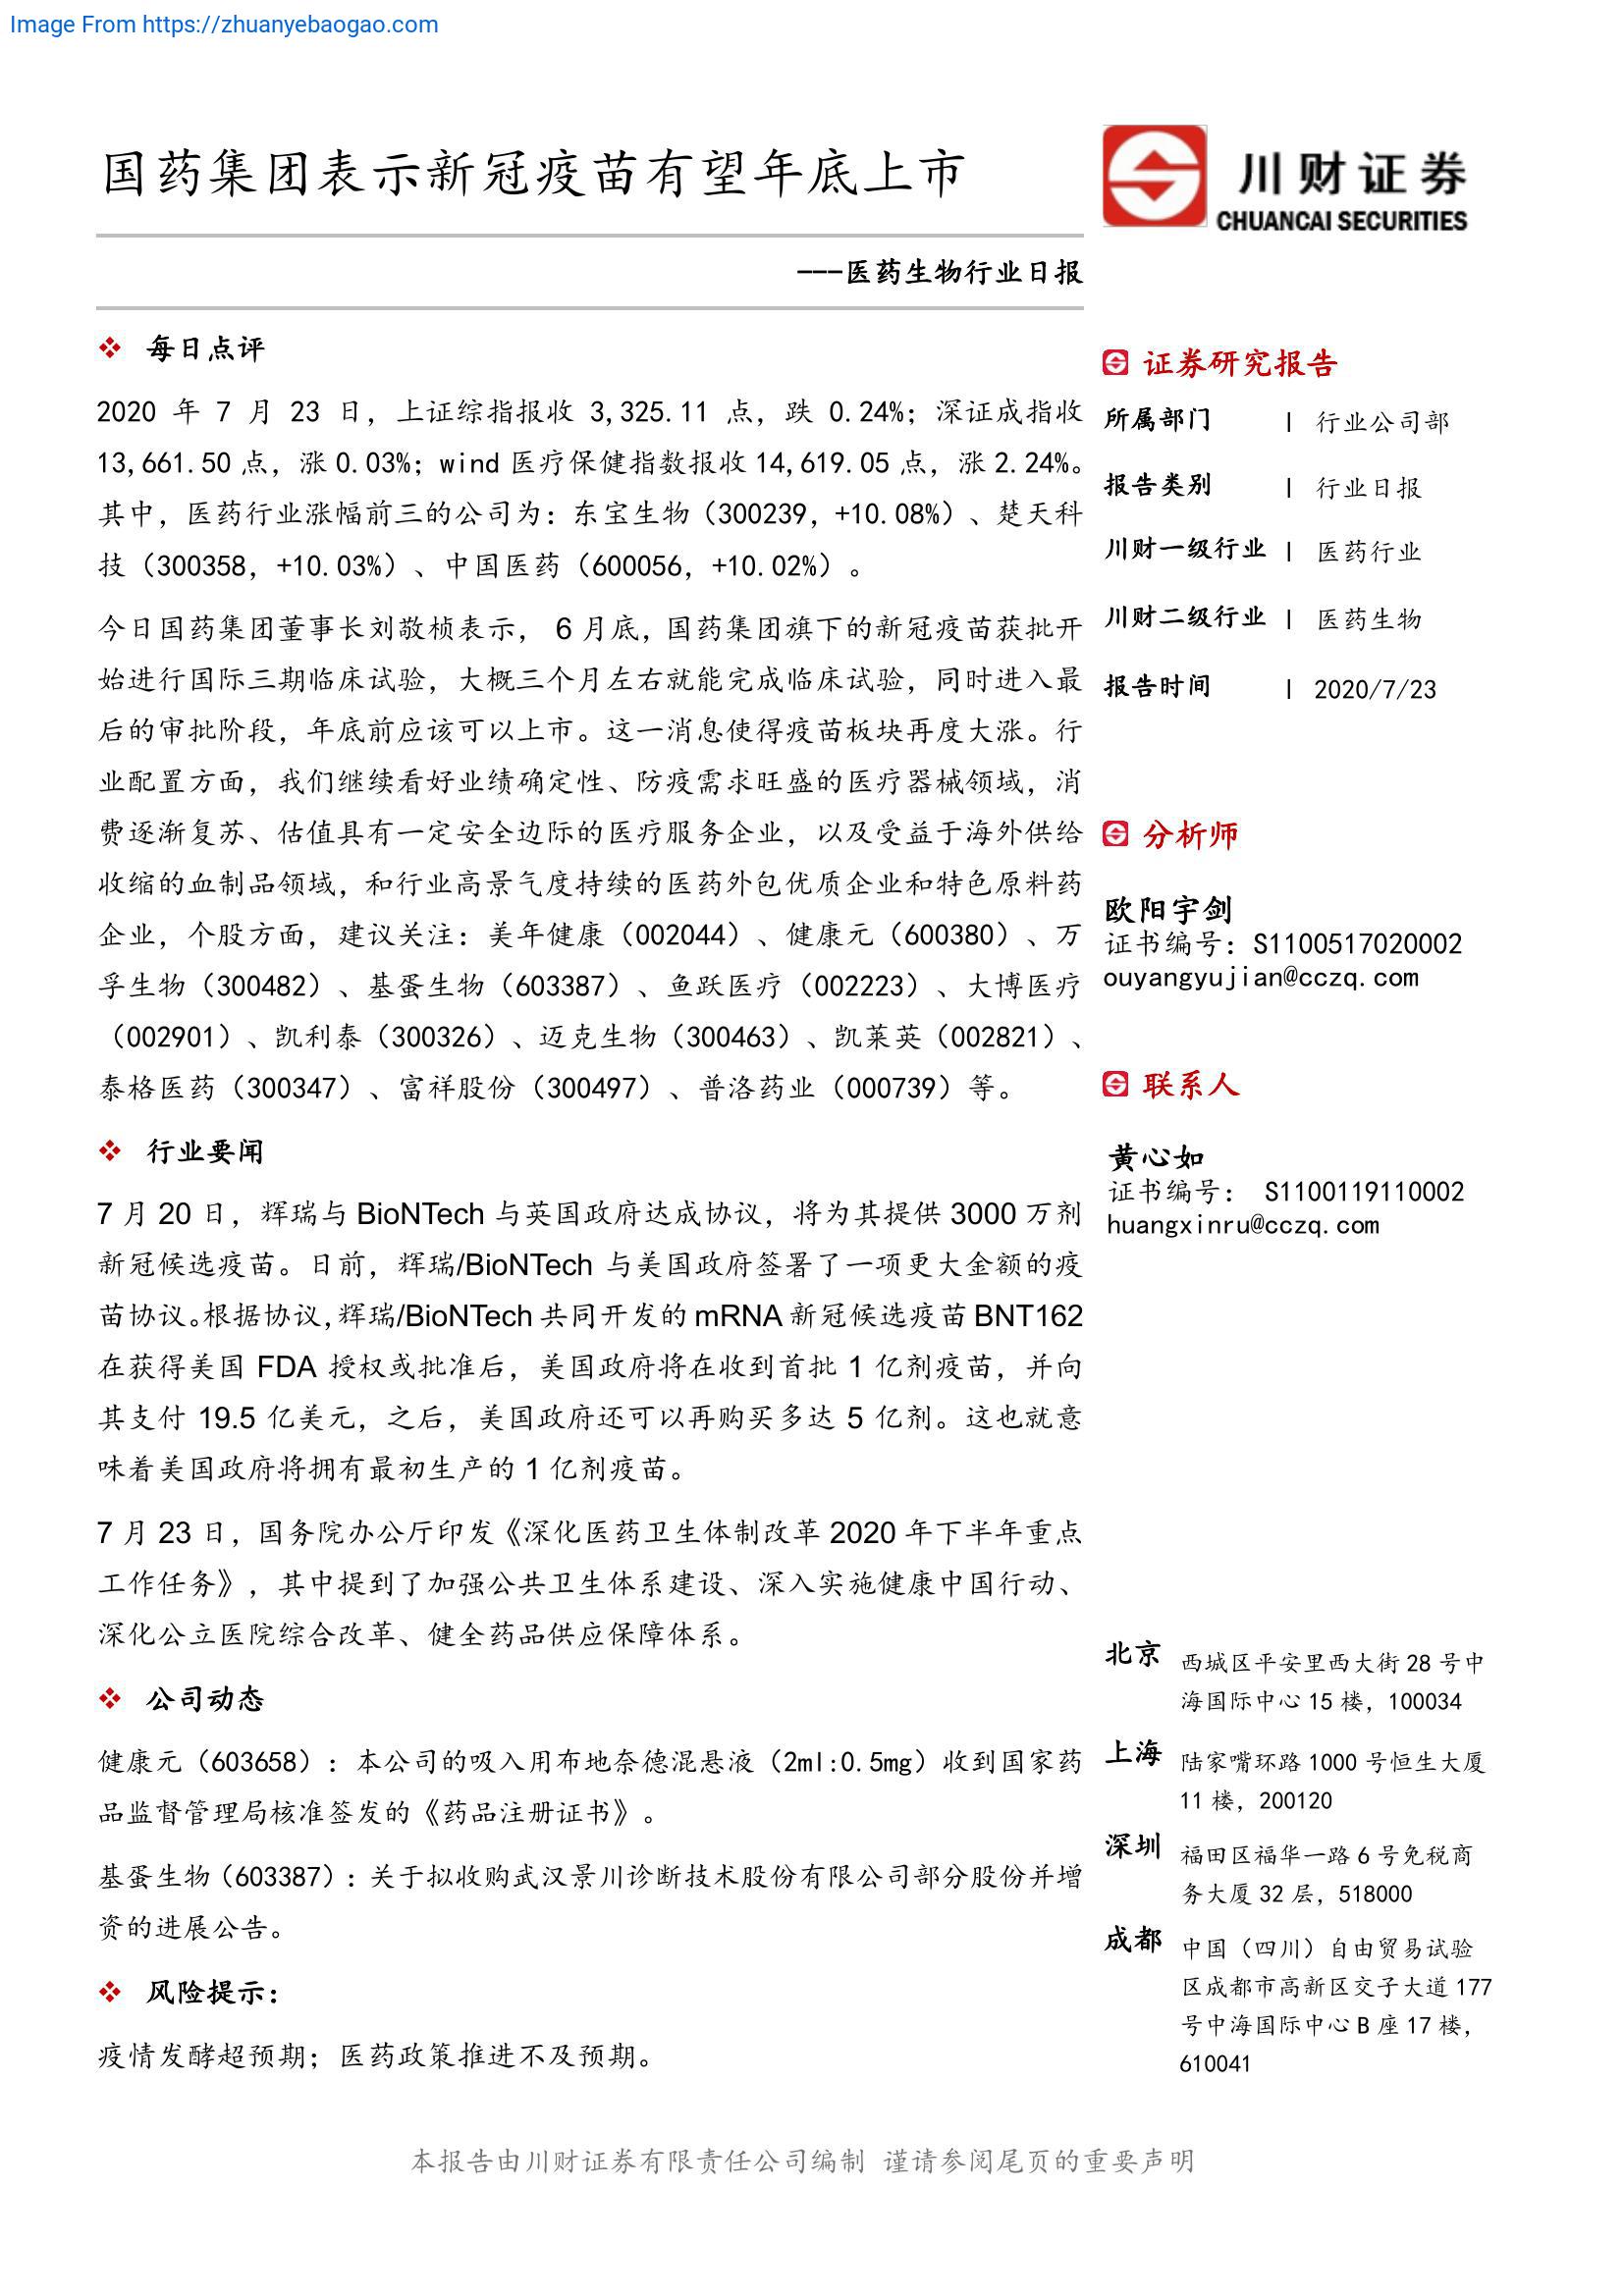 Image From https://zhuanyebaogao.com
国药集团表示新冠疫苗有望年底上市
---医药生物行业日报
川财证券
CHUANCAI SECURITIES
每日点评
2020 年 7 月 23 日，上证综指报收 3,325.11 点，跌 0.24%；深证成指收
13,661.50 点，涨 0.03%；wind 医疗保健指数报收 14,619.05 点，涨 2.24%。
其中，医药行业涨幅前三的公司为：东宝生物（300239，+10.08%）、楚天科
技（300358，+10.03%）、中国医药（600056，+10.02%）。
今日国药集团董事长刘敬桢表示， 6 月底，国药集团旗下的新冠疫苗获批开
始进行国际三期临床试验，大概三个月左右就能完成临床试验，同时进入最
后的审批阶段，年底前应该可以上市。这一消息使得疫苗板块再度大涨。行
业配置方面，我们继续看好业绩确定性、防疫需求旺盛的医疗器械领域，消
费逐渐复苏、估值具有一定安全边际的医疗服务企业，以及受益于海外供给
收缩的血制品领域，和行业高景气度持续的医药外包优质企业和特色原料药
企业，个股方面，建议关注：美年健康（002044）、健康元（600380）、万
孚生物（300482）、基蛋生物（603387）、鱼跃医疗（002223）、大博医疗
（002901）、凯利泰（300326）、迈克生物（300463）、凯莱英（002821）、
泰格医药（300347）、富祥股份（300497）、普洛药业（000739）等。
行业要闻
7 月 20 日，辉瑞与 BioNTech 与英国政府达成协议，将为其提供 3000 万剂
新冠候选疫苗。日前，辉瑞/BioNTech 与美国政府签署了一项更大金额的疫
苗协议。根据协议，辉瑞/BioNTech 共同开发的 mRNA 新冠候选疫苗 BNT162
在获得美国 FDA 授权或批准后，美国政府将在收到首批 1 亿剂疫苗，并向
其支付 19.5 亿美元，之后，美国政府还可以再购买多达 5 亿剂。这也就意
味着美国政府将拥有最初生产的 1 亿剂疫苗。
7 月 23 日，国务院办公厅印发《深化医药卫生体制改革 2020 年下半年重点
工作任务》，其中提到了加强公共卫生体系建设、深入实施健康中国行动、
深化公立医院综合改革、健全药品供应保障体系。
公司动态
健康元（603658）：本公司的吸入用布地奈德混悬液（2ml:0.5mg）收到国家药
品监督管理局核准签发的《药品注册证书》。
基蛋生物（603387）：关于拟收购武汉景川诊断技术股份有限公司部分股份并增
资的进展公告。
风险提示：
疫情发酵超预期；医药政策推进不及预期。
证券研究报告
所属部门 | 行业公司部
报告类别 | 行业日报
川财一级行业 | 医药行业
川财二级行业 | 医药生物
报告时间 | 2020/7/23
分析师
欧阳宇剑
证书编号：S1100517020002
ouyangyujian@cczq.com
联系人
黄心如
证书编号： S1100119110002
huangxinru@cczq.com
北京 西城区平安里西大街 28 号中
海国际中心 15 楼，100034
上海 陆家嘴环路 1000 号恒生大厦
11 楼，200120
深圳 福田区福华一路 6 号免税商
务大厦 32 层，518000
成都 中国（四川）自由贸易试验
区成都市高新区交子大道 177
号中海国际中心 B 座 17 楼，
610041
本报告由川财证券有限责任公司编制 谨请参阅尾页的重要声明